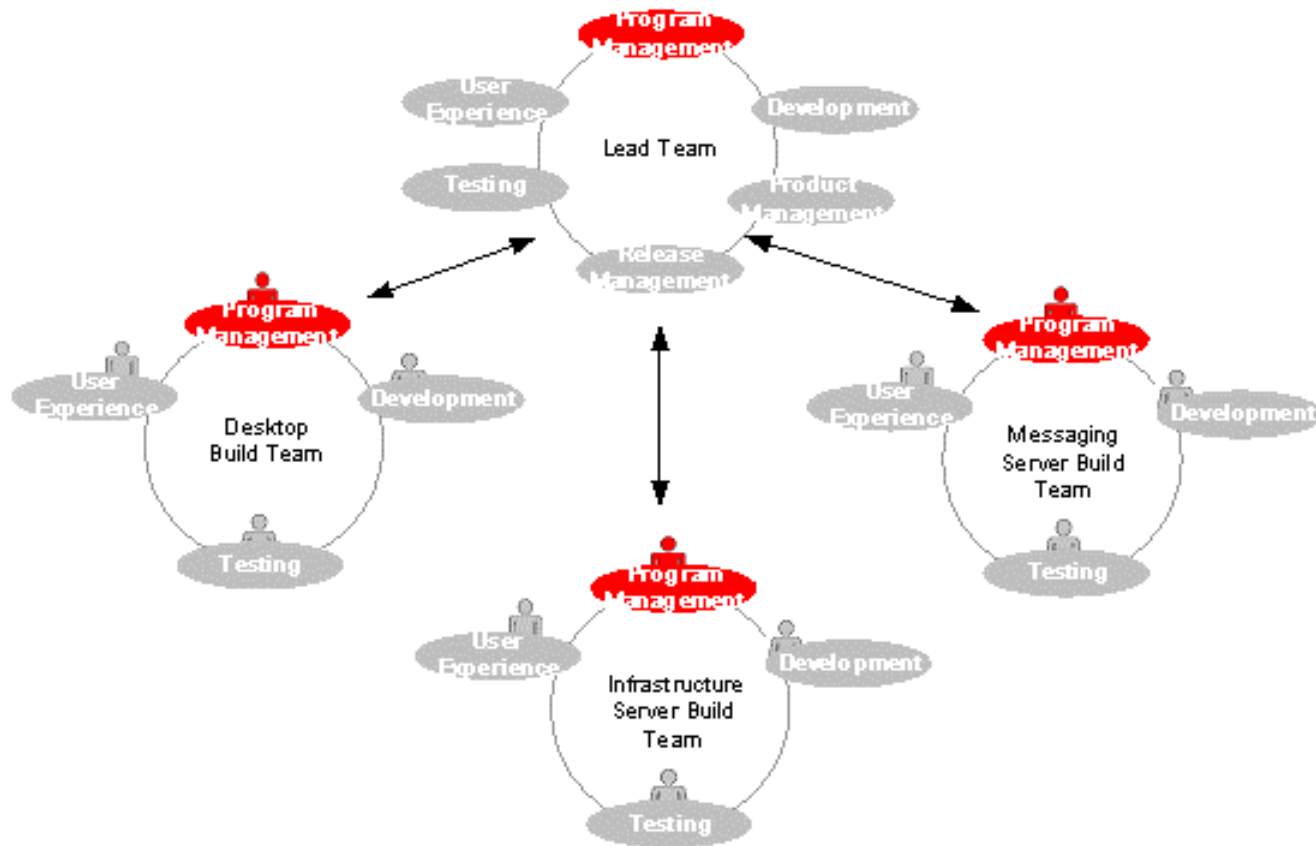 Program
Management
User
Experience
Development
Lead Team
Testing
Product
Management
Release
Management
Program
Management
User
Experience
Development
Desktop
Build Team
Testing
Program
Management
User
Experience
Development
Messaging
Server Build
Team
Testing
Program
Management
User
Experience
Development
Infrastructure
Server Build
Team
Testing